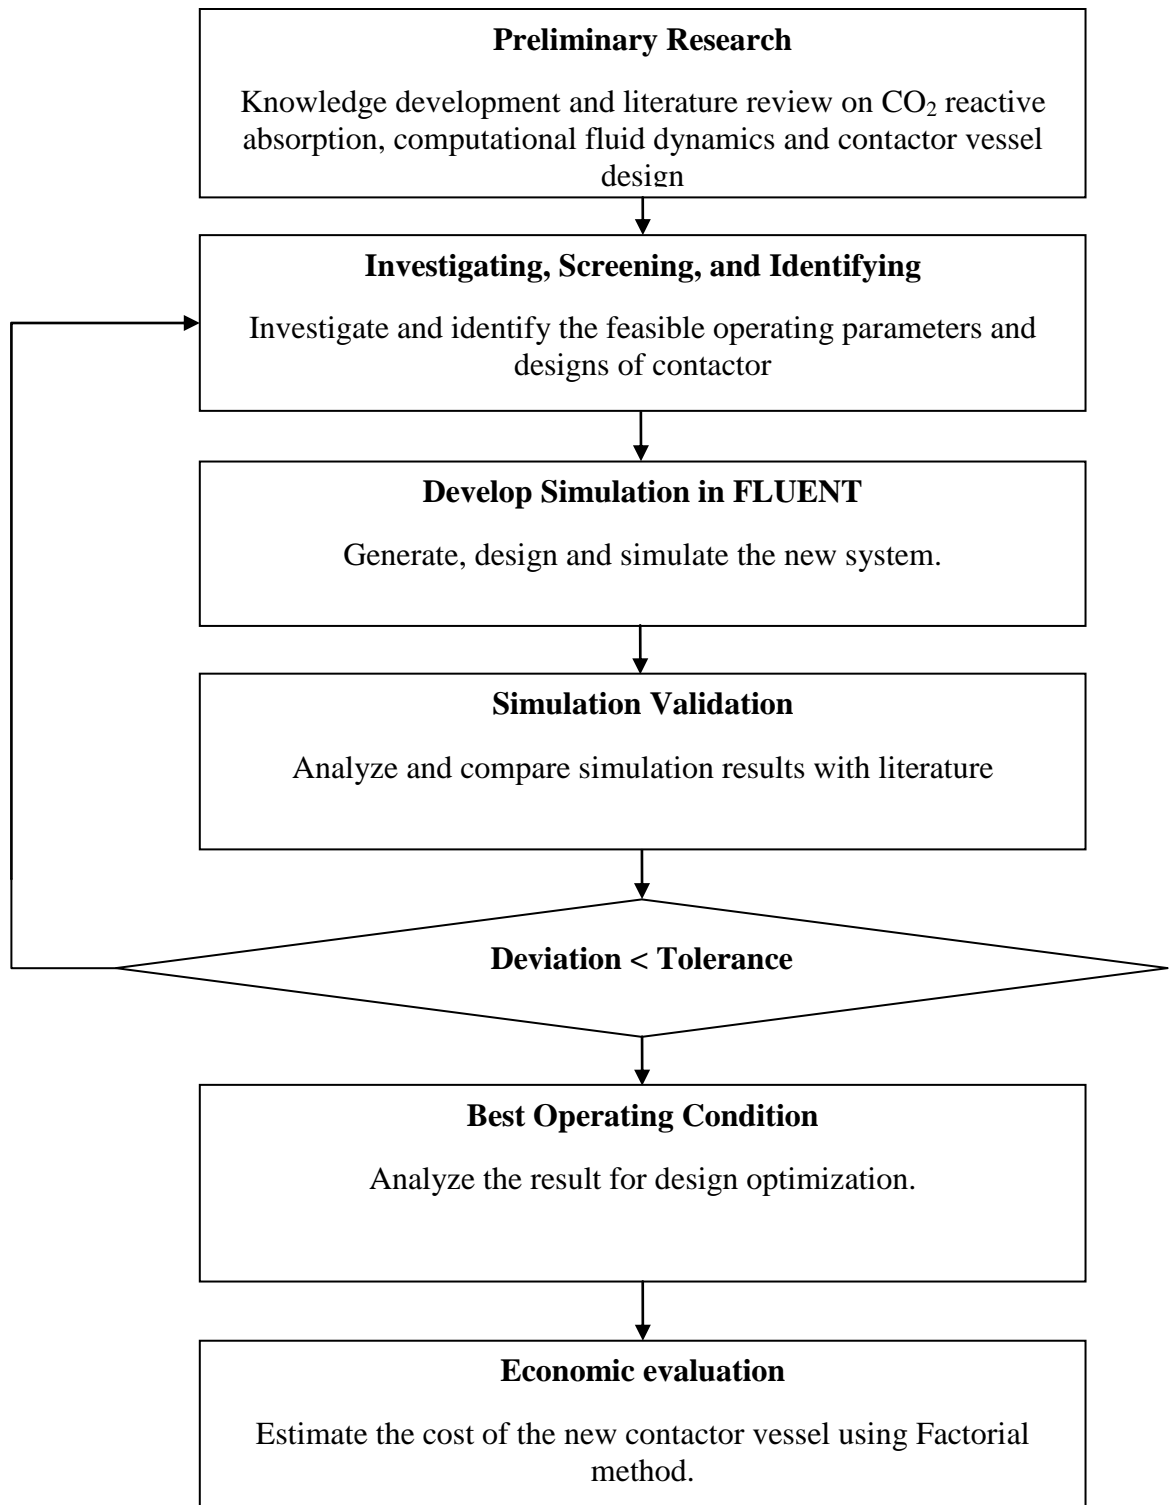 Preliminary Research
Knowledge development and literature review on CO₂ reactive
absorption, computational fluid dynamics and contactor vessel
design
Investigating, Screening, and Identifying
Investigate and identify the feasible operating parameters and
designs of contactor
Develop Simulation in FLUENT
Generate, design and simulate the new system.
Simulation Validation
Analyze and compare simulation results with literature
Deviation < Tolerance
Best Operating Condition
Analyze the result for design optimization.
Economic evaluation
Estimate the cost of the new contactor vessel using Factorial
method.